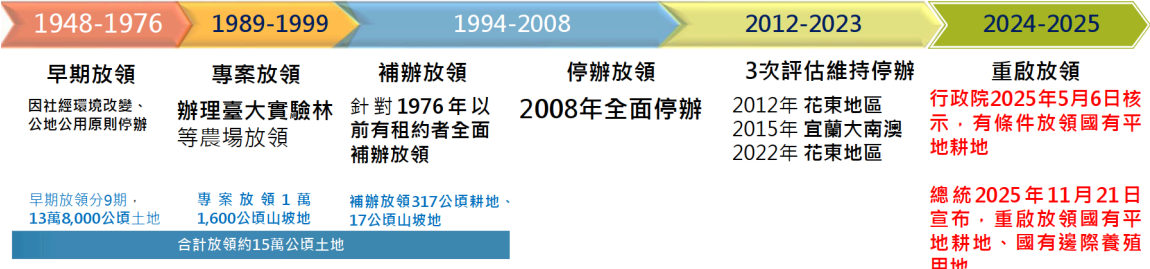 1948-1976
1989-1999
1994-2008
2012-2023
2024-2025
早期放領
因社經環境改變、
公地公用原則停辦
專案放領
辦理臺大實驗林
等農場放領
補辦放領
針對1976年以
前有租約者全面
補辦放領
停辦放領
2008年全面停辦
3次評估維持停辦
2012年 花東地區
2015年 宜蘭大南澳
2022年 花東地區
重啟放領
行政院2025年5月6日核
示，有條件放領國有平
地耕地
早期放領分9期，
13萬8,000公頃土地
專案放領1萬
1,600公頃山坡地
補辦放領317公頃耕地、
17公頃山坡地
合計放領約15萬公頃土地
總統2025年11月21日
宣布，重啟放領國有平
地耕地、國有邊際養殖
用地